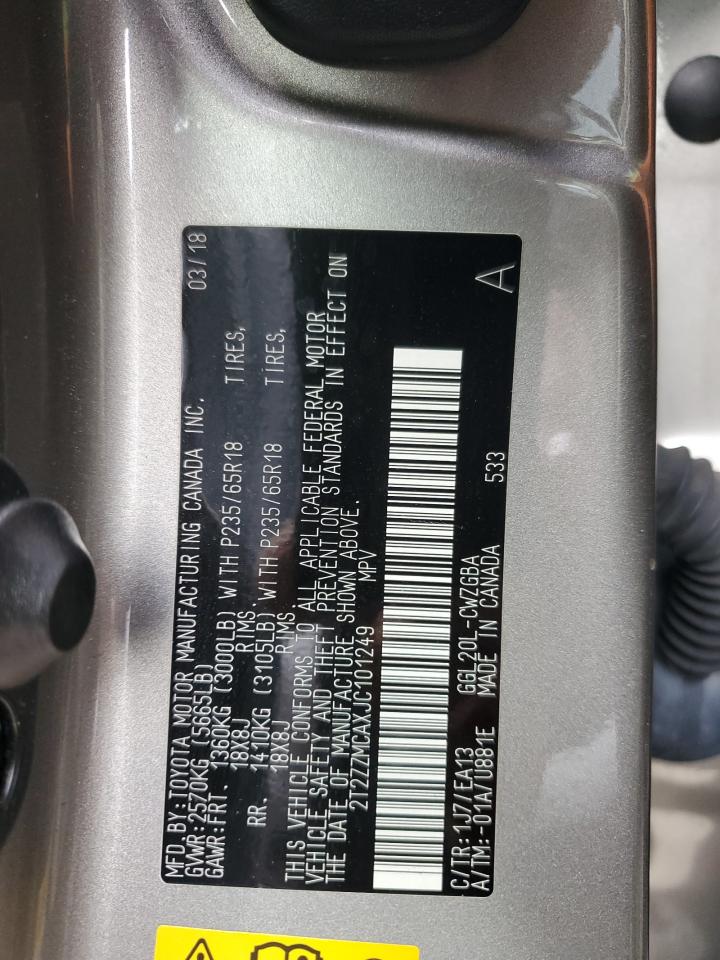 MFD.BY:TOYOTA MOTOR MANUFACTURING CANADA INC. 03/18
GVWR:2570KG (5665LB)
GAWR:FRT. 1360KG (3000LB) WITH P235/65R18 TIRES,
18X8J RIMS.
RR. 1410KG (3105LB) WITH P235/65R18 TIRES,
18X8J RIMS.
THIS VEHICLE CONFORMS TO ALL APPLICABLE FEDERAL MOTOR
VEHICLE SAFETY AND THEFT PREVENTION STANDARDS IN EFFECT ON
THE DATE OF MANUFACTURE SHOWN ABOVE.
2T2ZZMCAXJC101249 MPV
C/TR:1J7/EA13 GGL20L-CWZGBA 533 A
A/TM:-01A/U881E MADE IN CANADA